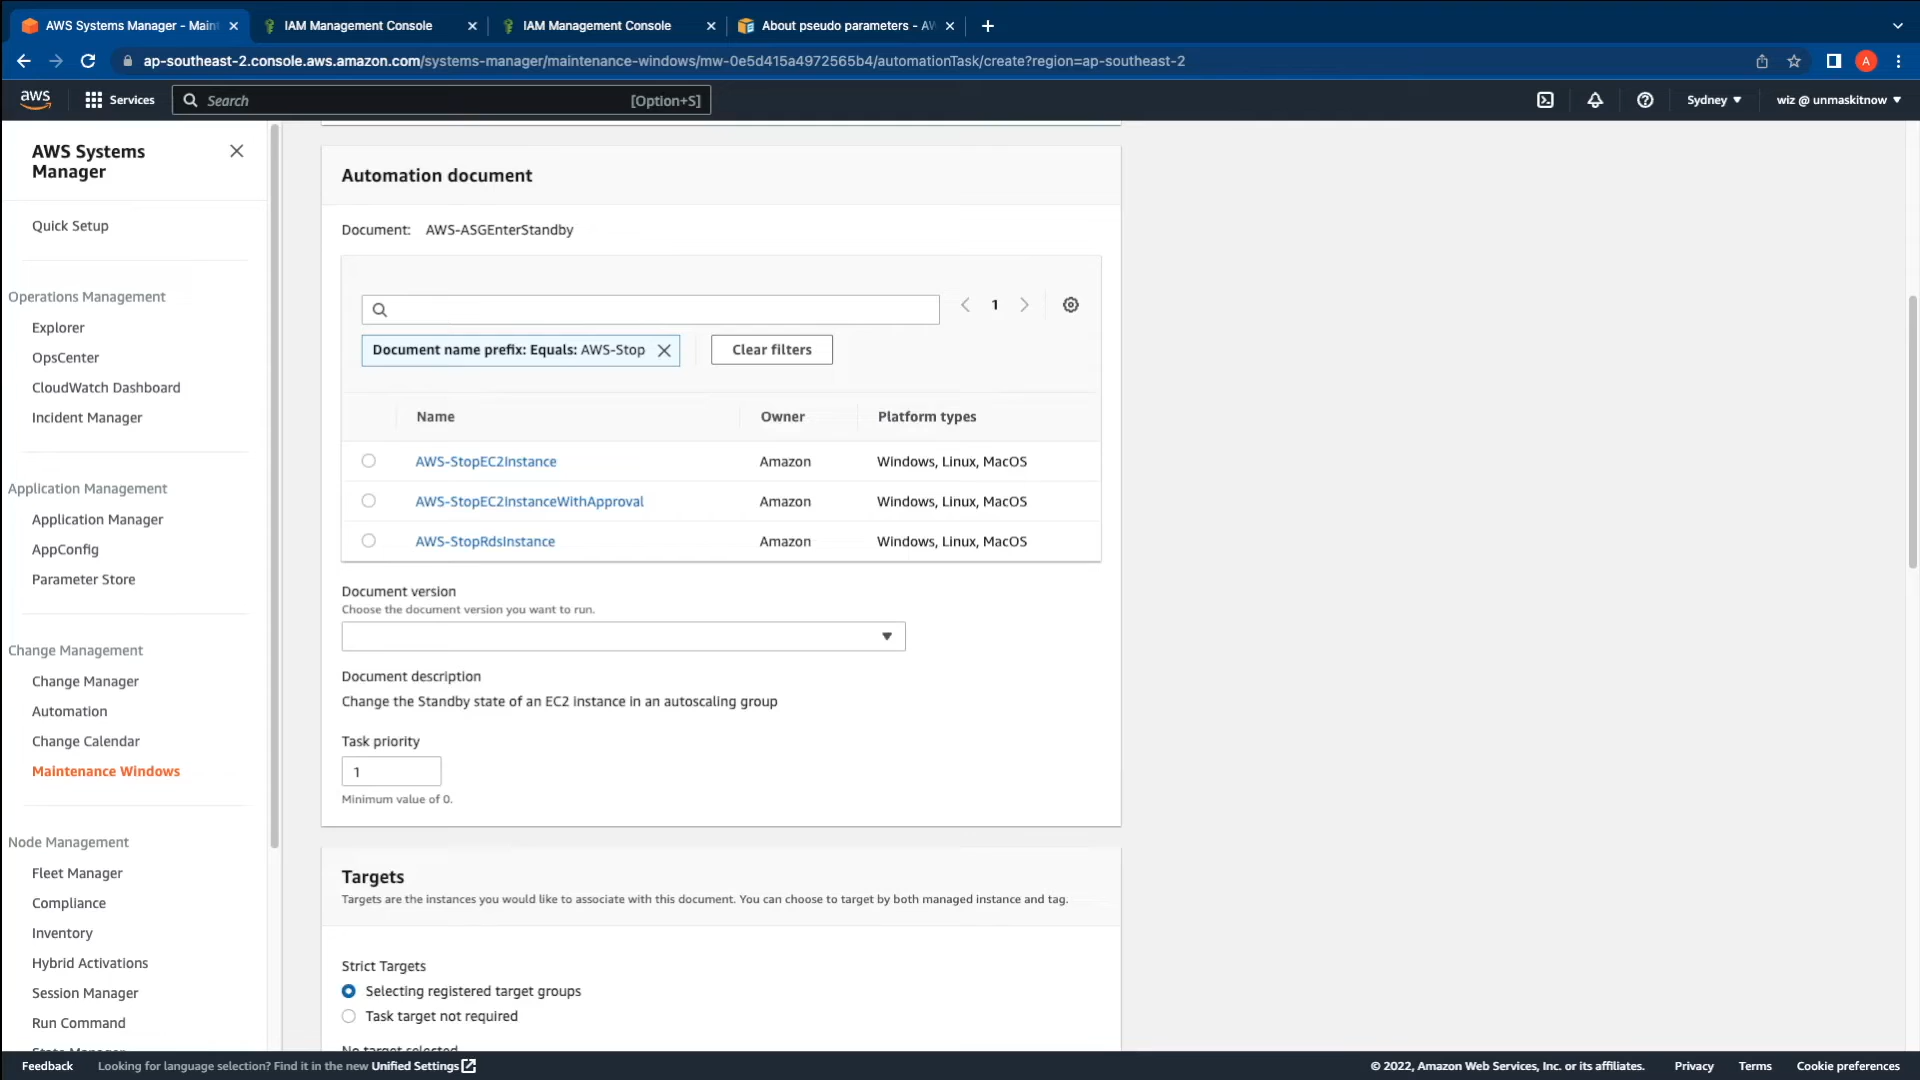 AWS Systems Manager - Main
IAM Management Console
IAM Management Console
About pseudo parameters - AW
ap-southeast-2.console.aws.amazon.com/systems-manager/maintenance-windows/mw-0e5d415a4972565b4/automationTask/create?region=ap-southeast-2
A
aws
Services
Search
[Option+S]
Sydney
wiz @ unmaskitnow
AWS Systems
Manager
Quick Setup
Operations Management
Explorer
OpsCenter
CloudWatch Dashboard
Incident Manager
Application Management
Application Manager
AppConfig
Parameter Store
Change Management
Change Manager
Automation
Change Calendar
Maintenance Windows
Node Management
Fleet Manager
Compliance
Inventory
Hybrid Activations
Session Manager
Run Command
State Manager
Automation document
Document: AWS-ASGEnterStandby
1
Document name prefix: Equals: AWS-Stop
Clear filters
Name Owner Platform types
AWS-StopEC2Instance Amazon Windows, Linux, MacOS
AWS-StopEC2InstanceWithApproval Amazon Windows, Linux, MacOS
AWS-StopRdsInstance Amazon Windows, Linux, MacOS
Document version
Choose the document version you want to run.
Document description
Change the Standby state of an EC2 instance in an autoscaling group
Task priority
1
Minimum value of 0.
Targets
Targets are the instances you would like to associate with this document. You can choose to target by both managed instance and tag.
Strict Targets
Selecting registered target groups
Task target not required
No target selected
Feedback
Looking for language selection? Find it in the new Unified Settings
© 2022, Amazon Web Services, Inc. or its affiliates.
Privacy
Terms
Cookie preferences